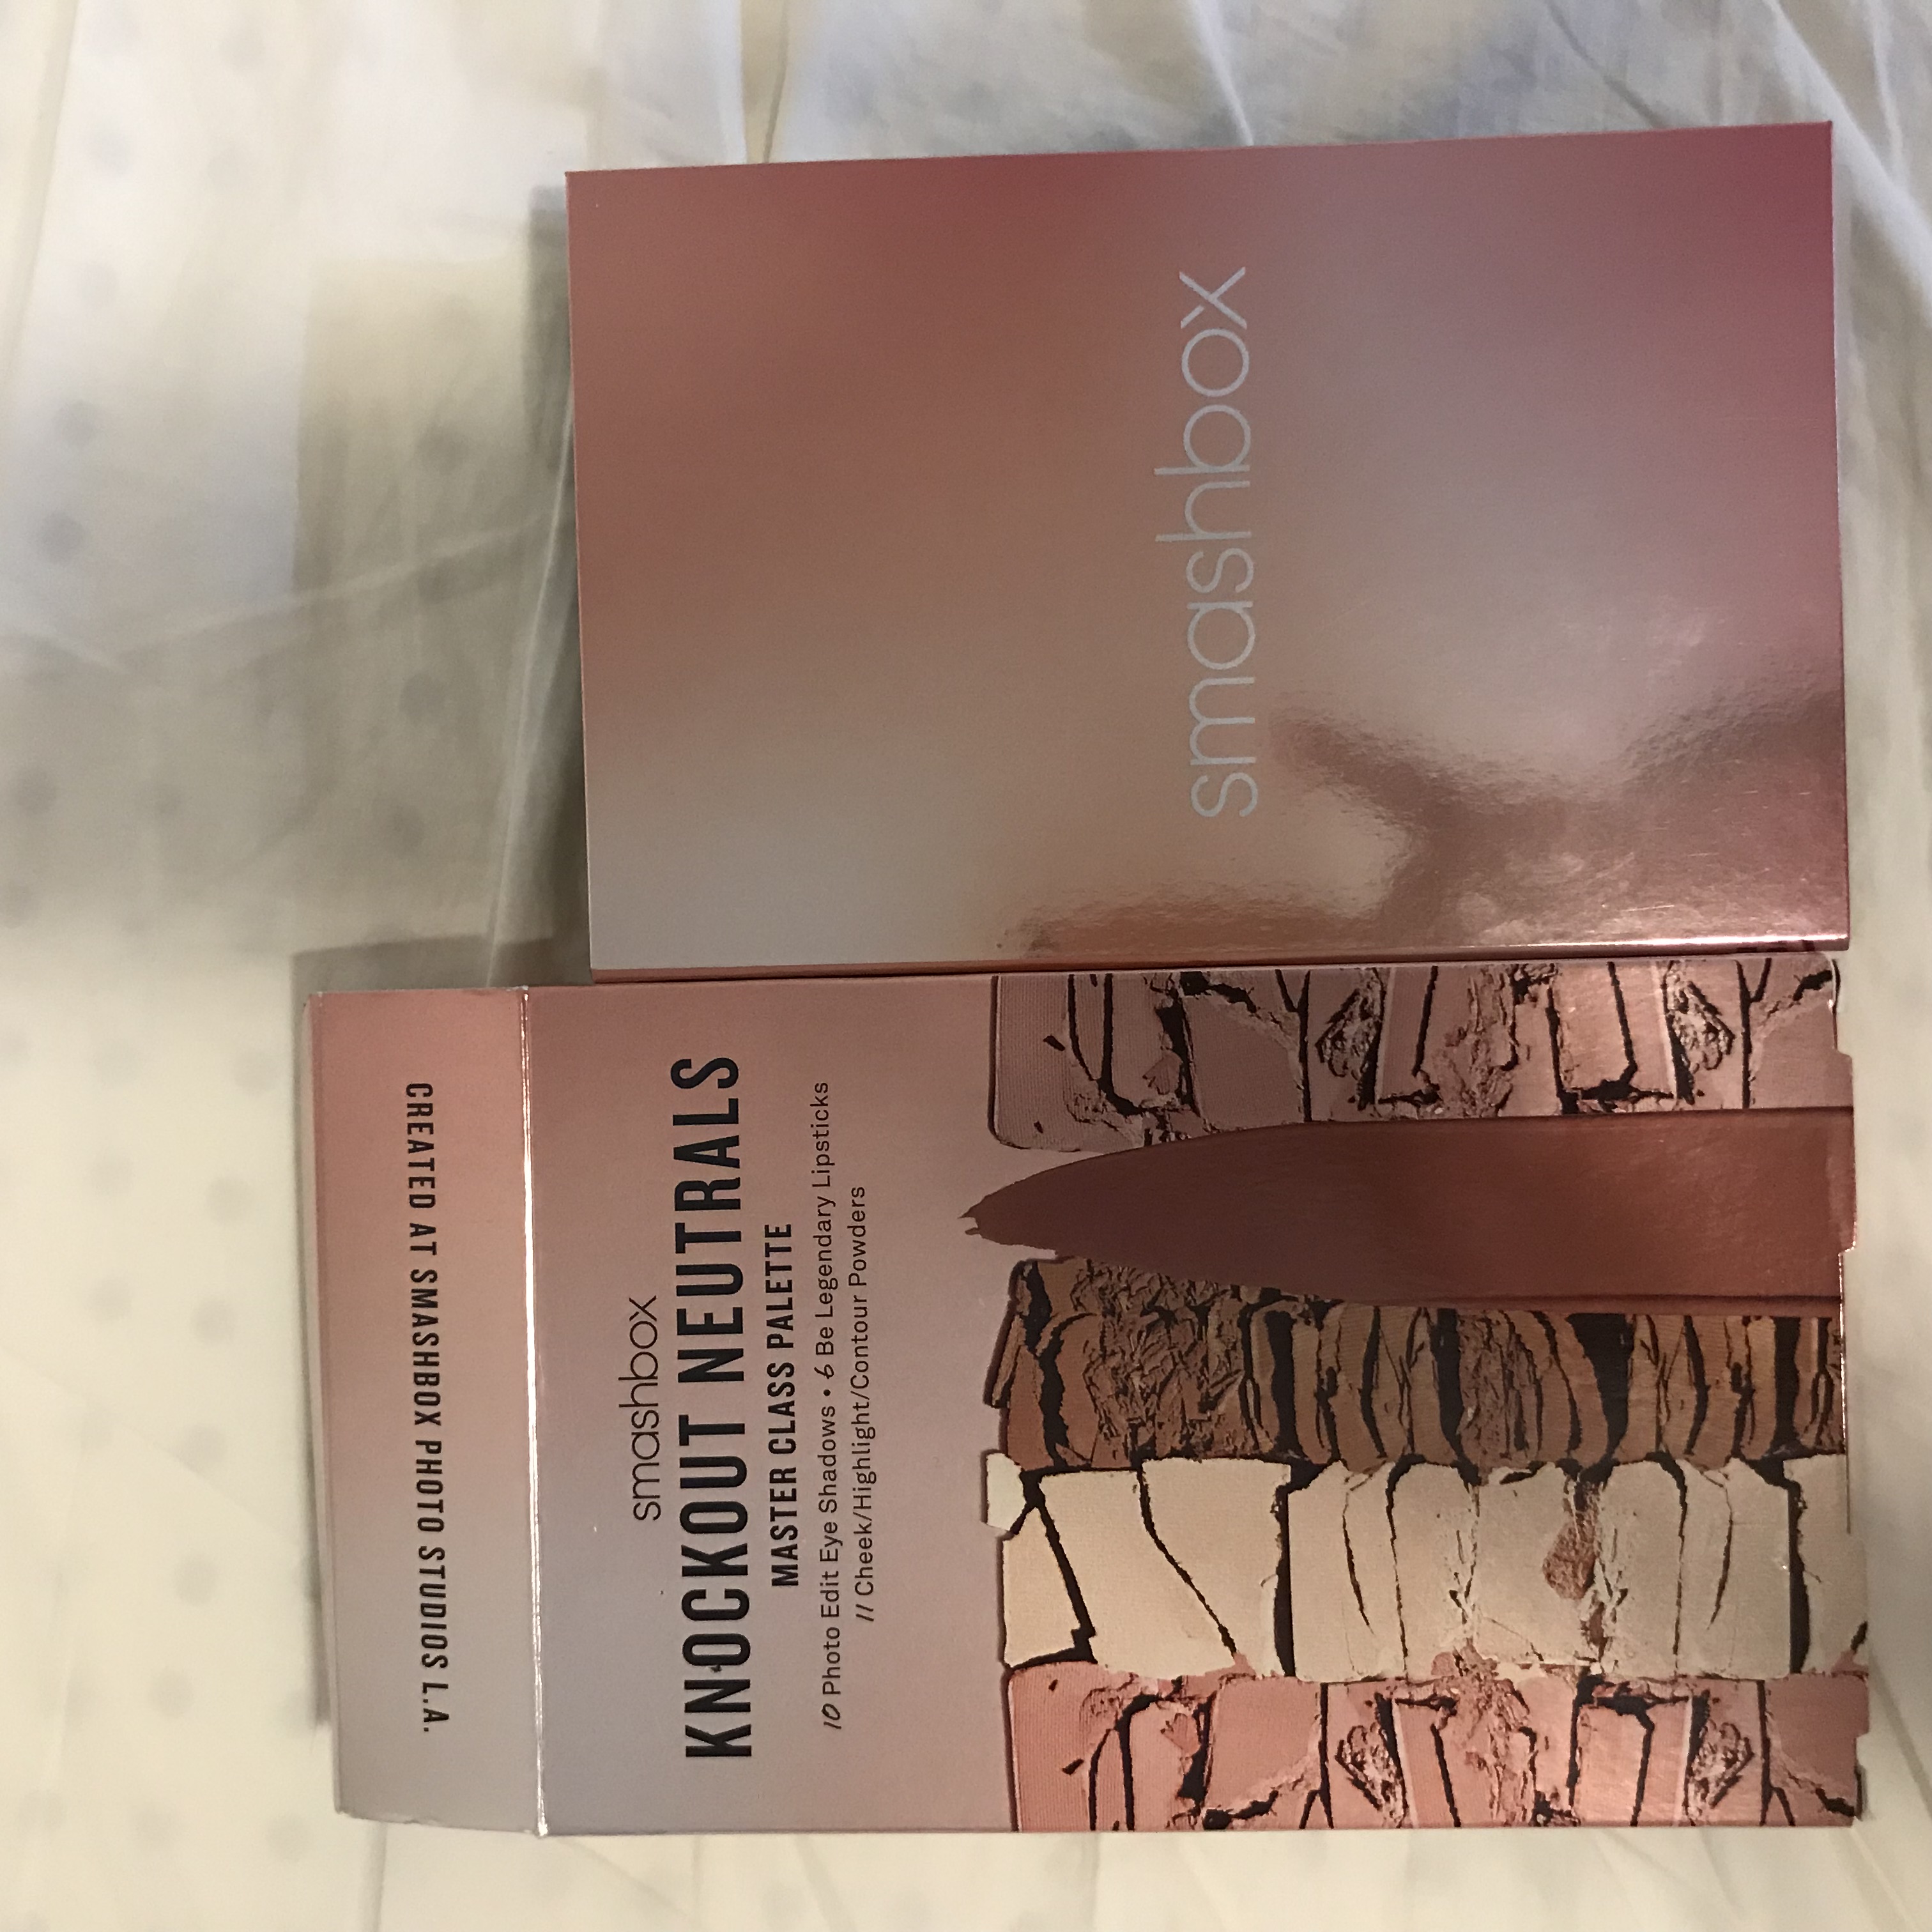 smashbox
CREATED AT SMASHBOX PHOTO STUDIOS L.A.
smashbox
KNOCKOUT NEUTRALS
MASTER CLASS PALETTE
10 Photo Edit Eye Shadows • 6 Be Legendary Lipsticks
// Cheek/Highlight/Contour Powders